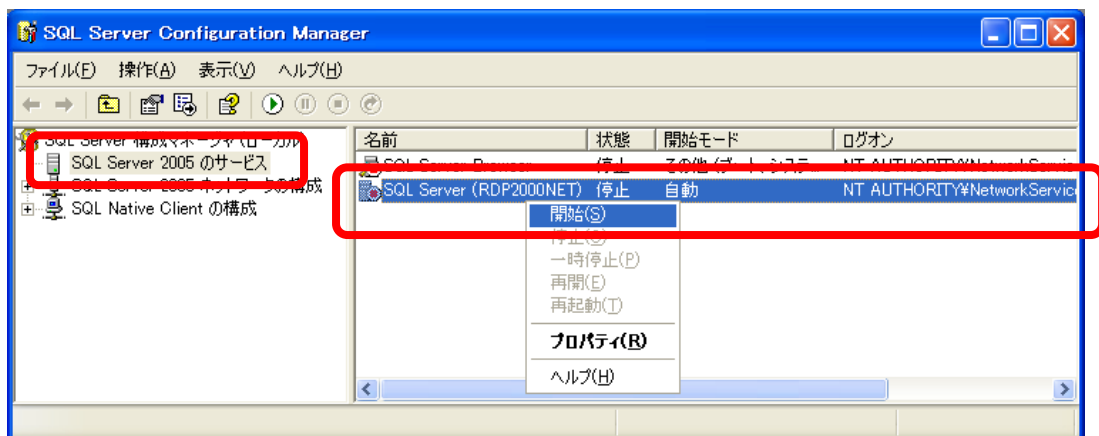 SQL Server Configuration Manager
ファイル(F) 操作(A) 表示(V) ヘルプ(H)
SQL Server 構成マネージャ (ローカル)
SQL Server 2005 のサービス
SQL Server 2005 ネットワークの構成
SQL Native Client の構成
名前 状態 開始モード ログオン
SQL Server Browser 停止 その他 (ブート、システ NT AUTHORITY¥NetworkService
SQL Server (RDP2000NET) 停止 自動 NT AUTHORITY¥NetworkService
開始(S)
停止(O)
一時停止(P)
再開(E)
再起動(T)
プロパティ(R)
ヘルプ(H)